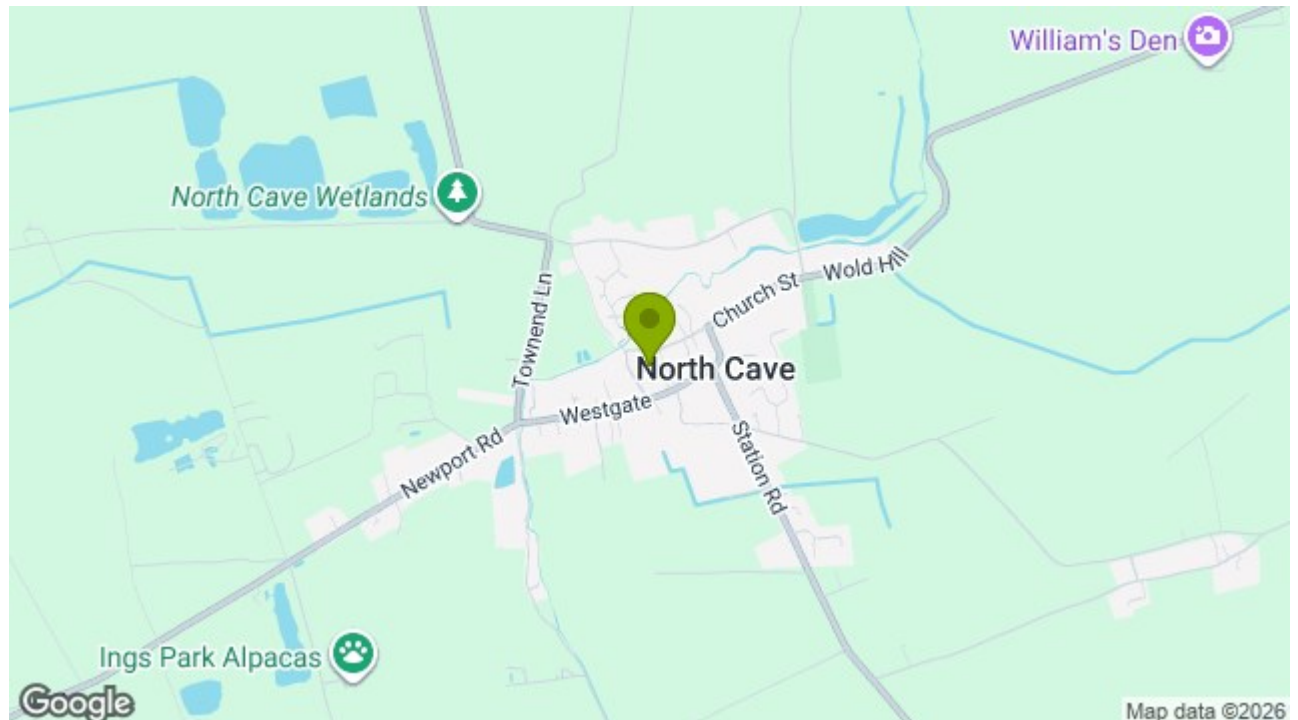 William's Den
North Cave Wetlands
Wold Hill
Church St
Townend Ln
North Cave
Westgate
Station Rd
Newport Rd
Ings Park Alpacas
Google
Map data ©2026